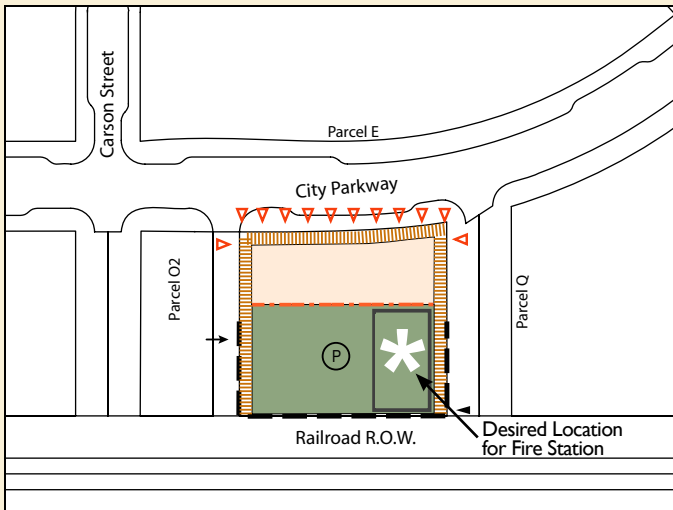 Carson Street
Parcel E
City Parkway
Parcel O2
Parcel Q
P
Railroad R.O.W.
Desired Location
for Fire Station